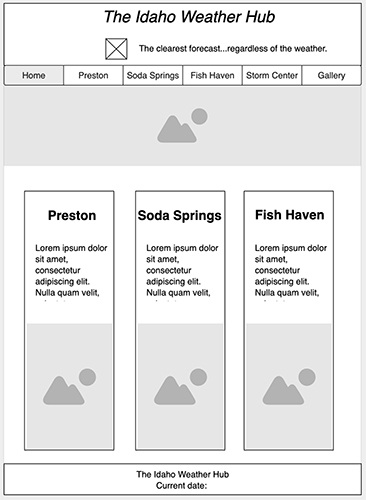 The Idaho Weather Hub
The clearest forecast...regardless of the weather.
Home Preston Soda Springs Fish Haven Storm Center Gallery
Preston
Lorem ipsum dolor
sit amet,
consectetur
adipiscing elit.
Nulla quam velit,
Soda Springs
Lorem ipsum dolor
sit amet,
consectetur
adipiscing elit.
Nulla quam velit,
Fish Haven
Lorem ipsum dolor
sit amet,
consectetur
adipiscing elit.
Nulla quam velit,
The Idaho Weather Hub
Current date: